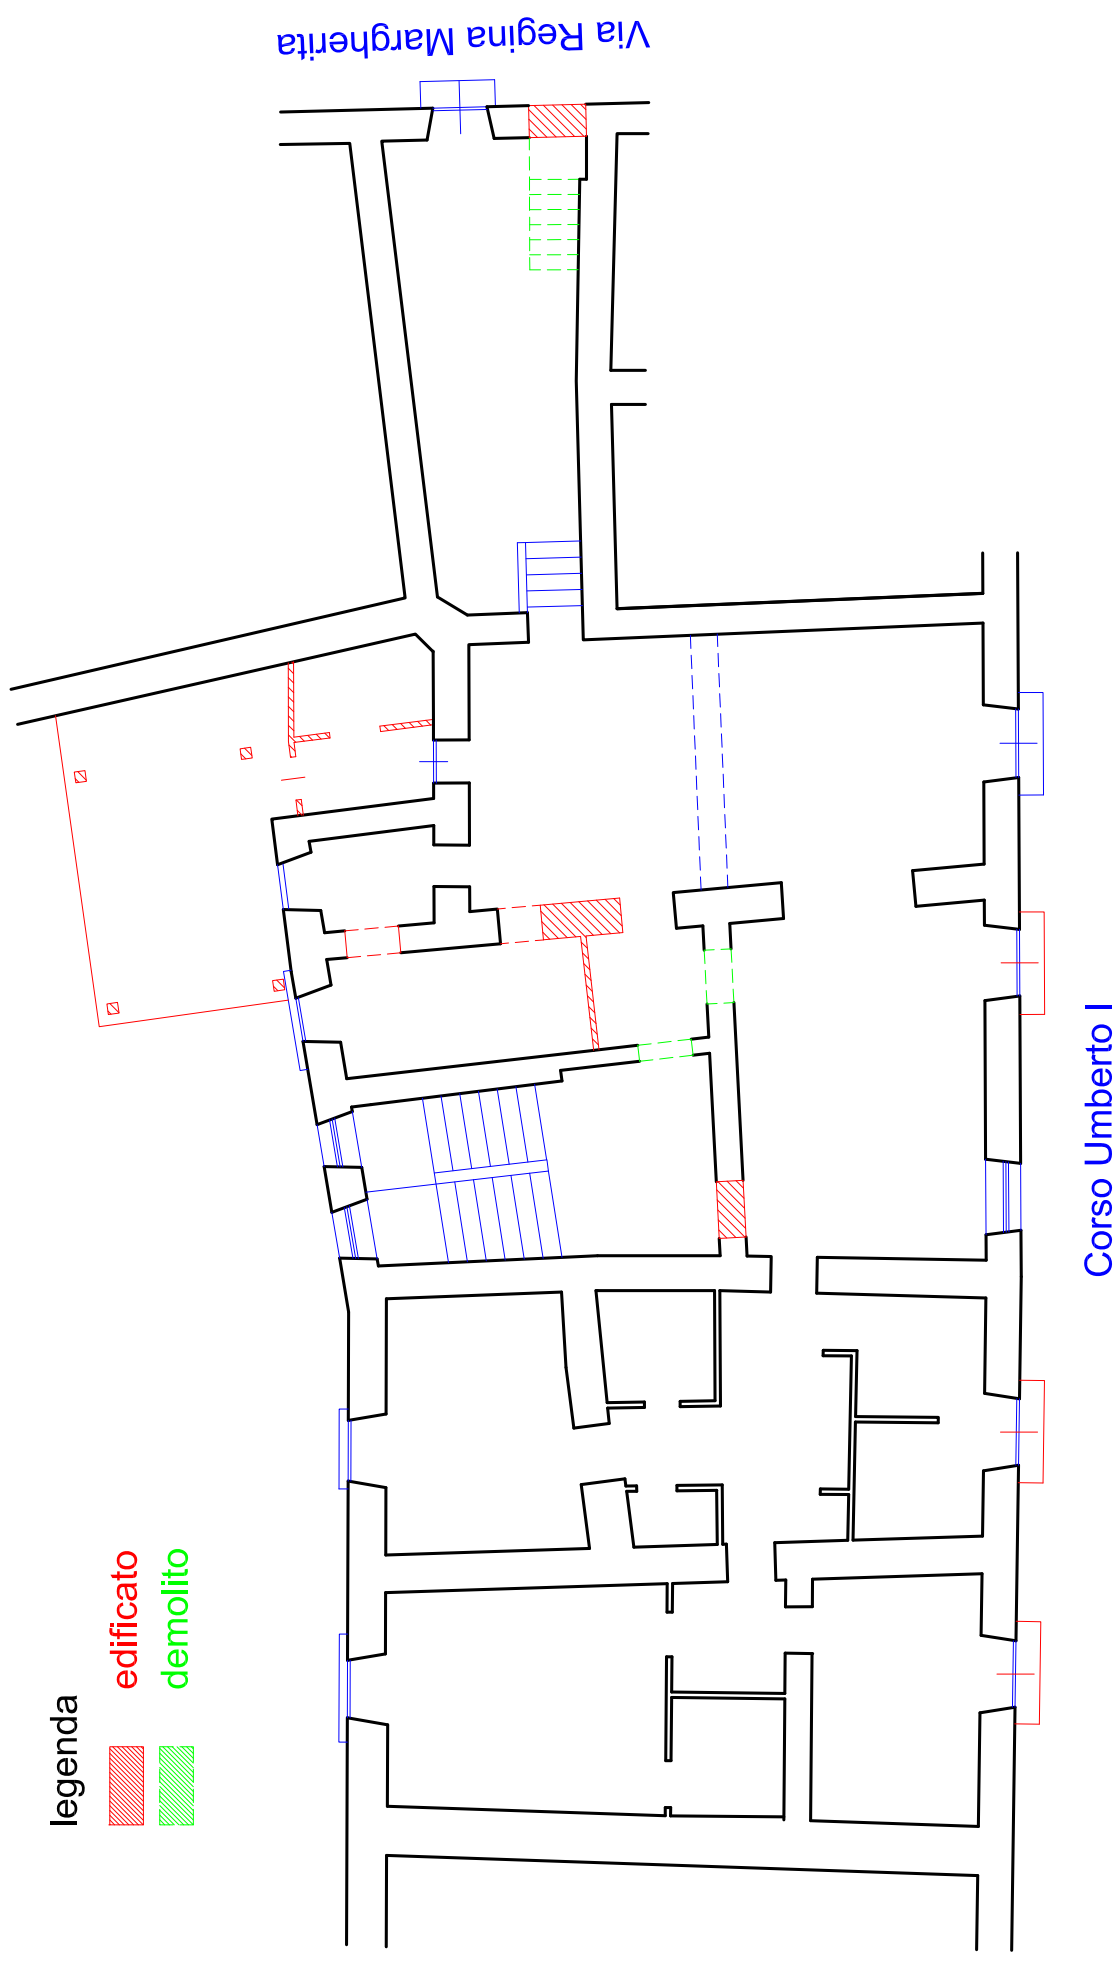 Via Regina Margherita
Corso Umberto I
legenda
edificato
demolito